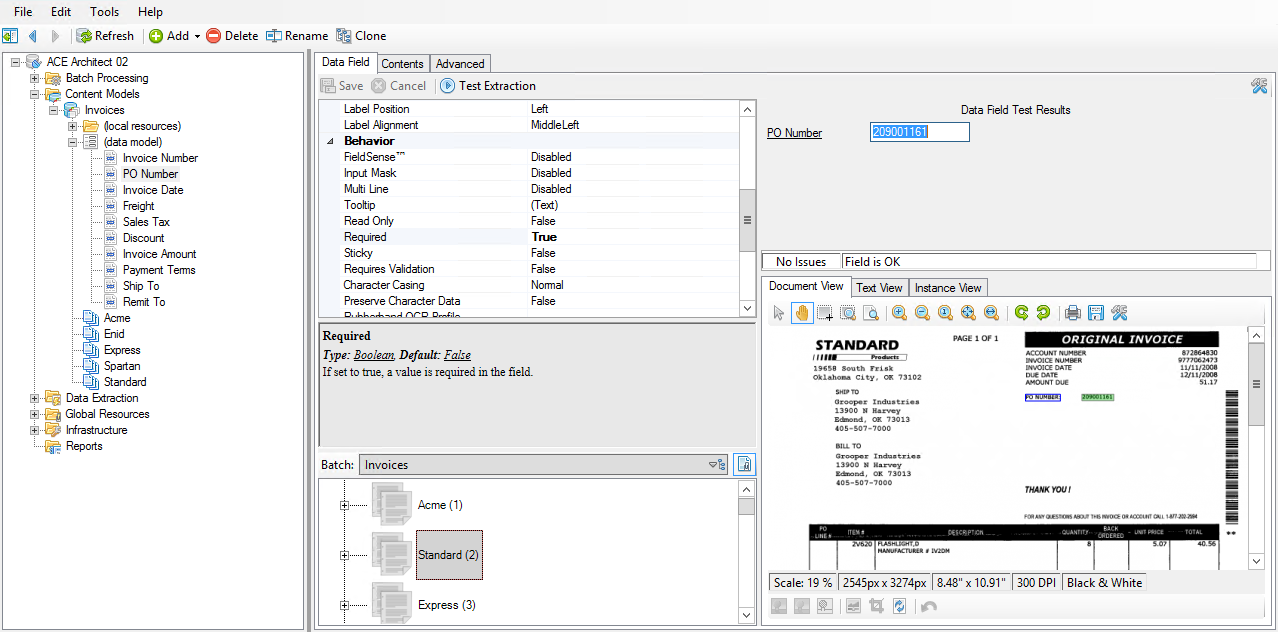 File Edit Tools Help
Refresh Add Delete Rename Clone
ACE Architect 02
Batch Processing
Content Models
Invoices
(local resources)
(data model)
Invoice Number
PO Number
Invoice Date
Freight
Sales Tax
Discount
Invoice Amount
Payment Terms
Ship To
Remit To
Acme
Enid
Express
Spartan
Standard
Data Extraction
Global Resources
Infrastructure
Reports
Data Field Contents Advanced
Save Cancel Test Extraction
Label Position Left
Label Alignment MiddleLeft
Behavior
FieldSense™ Disabled
Input Mask Disabled
Multi Line Disabled
Tooltip (Text)
Read Only False
Required True
Sticky False
Requires Validation False
Character Casing Normal
Preserve Character Data False
Rubberband OCR Profile
Required
Type: Boolean, Default: False
If set to true, a value is required in the field.
Batch: Invoices
Acme (1)
Standard (2)
Express (3)
Data Field Test Results
PO Number 209001161
No Issues Field is OK
Document View Text View Instance View
STANDARD
Products
19658 South Frisk
Oklahoma City, OK 73102
PAGE 1 OF 1
ORIGINAL INVOICE
ACCOUNT NUMBER 872864830
INVOICE NUMBER 9777062473
INVOICE DATE 11/11/2008
DUE DATE 12/11/2008
AMOUNT DUE 51.17
PO NUMBER 209001161
SHIP TO
Grooper Industries
13900 N Harvey
Edmond, OK 73013
405-507-7000
BILL TO
Grooper Industries
13900 N Harvey
Edmond, OK 73013
405-507-7000
THANK YOU !
FOR ANY QUESTIONS ABOUT THIS INVOICE OR ACCOUNT CALL 1-877-202-2594
PO LINE # ITEM # DESCRIPTION QUANTITY BACK ORDERED UNIT PRICE TOTAL
2V620 FLASHLIGHT,D 8 5.07 40.56
MANUFACTURER # IV2DM
**
Scale: 19 % 2545px x 3274px 8.48" x 10.91" 300 DPI Black & White